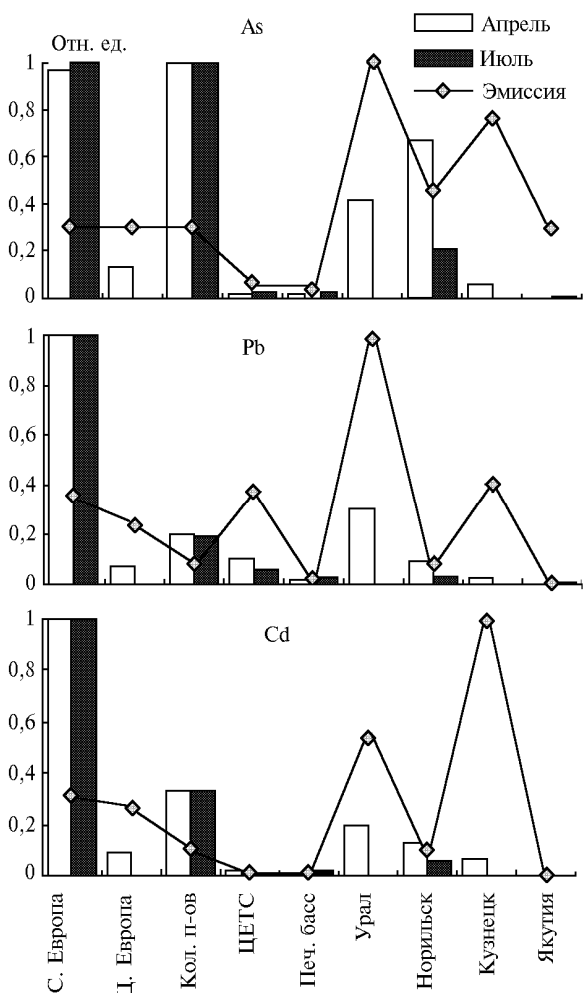 As
Отн. ед.
Апрель
Июль
Эмиссия
1
0,8
0,6
0,4
0,2
0
Pb
1
0,8
0,6
0,4
0,2
0
Cd
1
0,8
0,6
0,4
0,2
0
С. Европа
Ц. Европа
Кол. п-ов
ЦЕТС
Печ. басс
Урал
Норильск
Кузнецк
Якутия